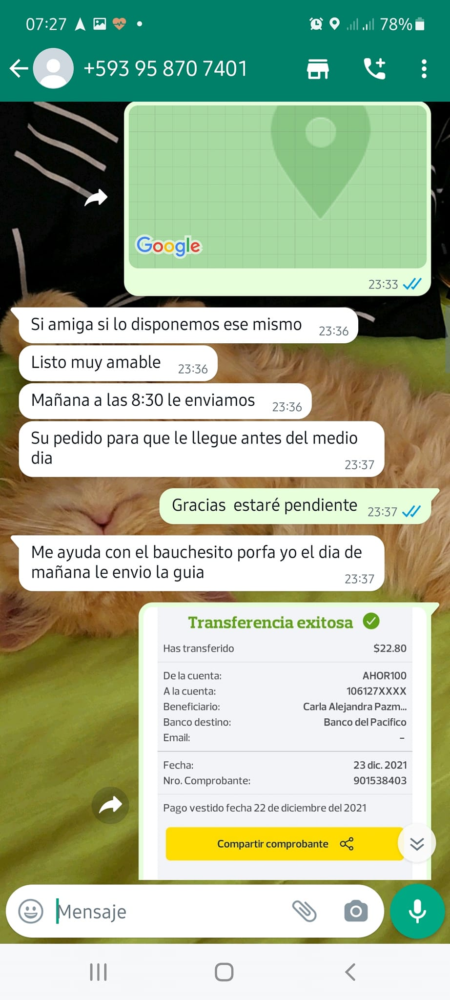 07:27 78%
+593 95 870 7401
Google
23:33
Si amiga si lo disponemos ese mismo 23:36
Listo muy amable 23:36
Mañana a las 8:30 le enviamos 23:36
Su pedido para que le llegue antes del medio
dia 23:37
Gracias estaré pendiente 23:37
Me ayuda con el bauchesito porfa yo el dia de
mañana le envio la guia 23:37
Transferencia exitosa
Has transferido $22.80
De la cuenta: AHOR100
A la cuenta: 106127XXXX
Beneficiario: Carla Alejandra Pazm...
Banco destino: Banco del Pacifico
Email: –
Fecha: 23 dic. 2021
Nro. Comprobante: 901538403
Pago vestido fecha 22 de diciembre del 2021
Compartir comprobante
Mensaje